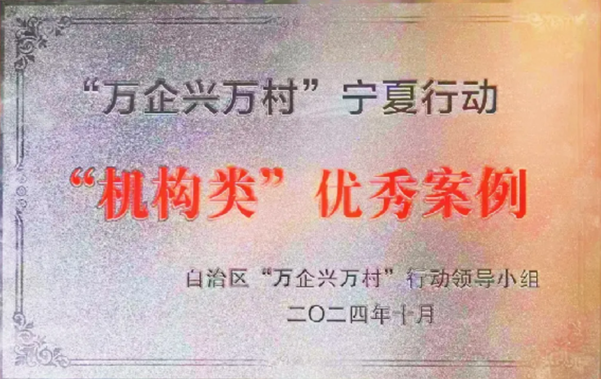 “万企兴万村”宁夏行动
“机构类”优秀案例
自治区“万企兴万村”行动领导小组
二〇二四年十月